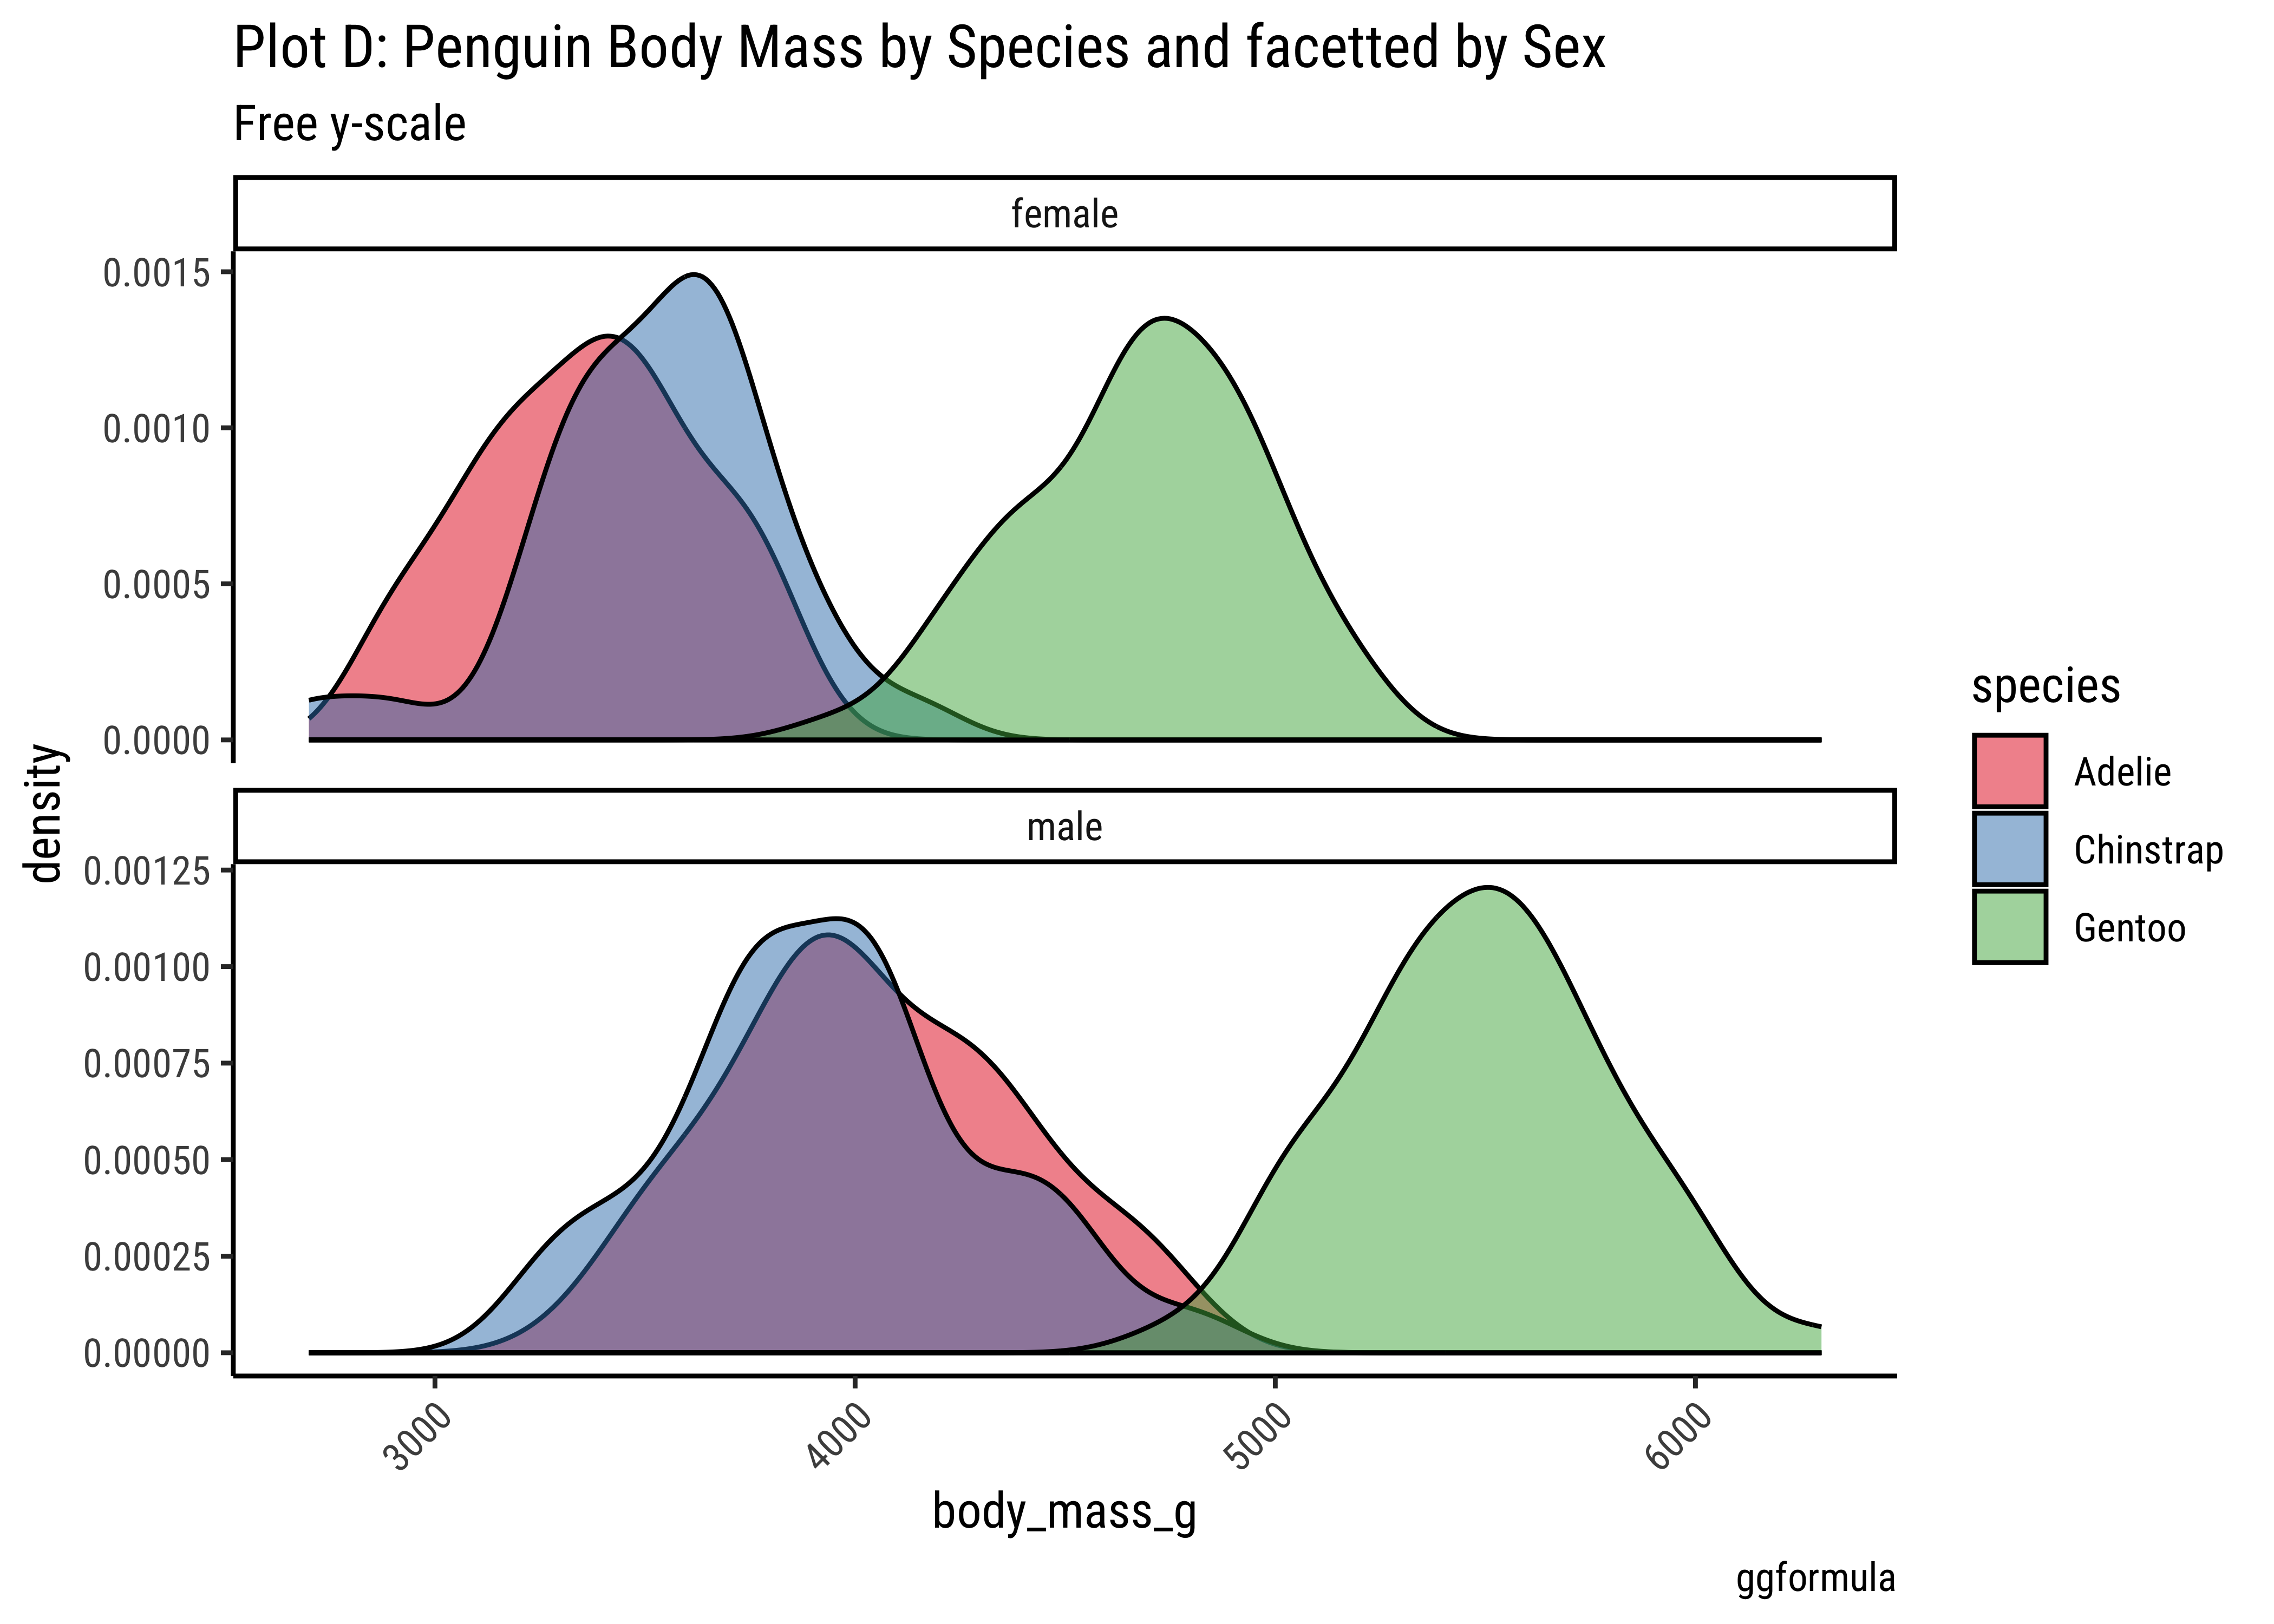 Plot D: Penguin Body Mass by Species and facetted by Sex
Free y-scale
female
0.0015
0.0010
0.0005
0.0000
density
male
0.00125
0.00100
0.00075
0.00050
0.00025
0.00000
3000
4000
5000
6000
body_mass_g
species
Adelie
Chinstrap
Gentoo
ggformula